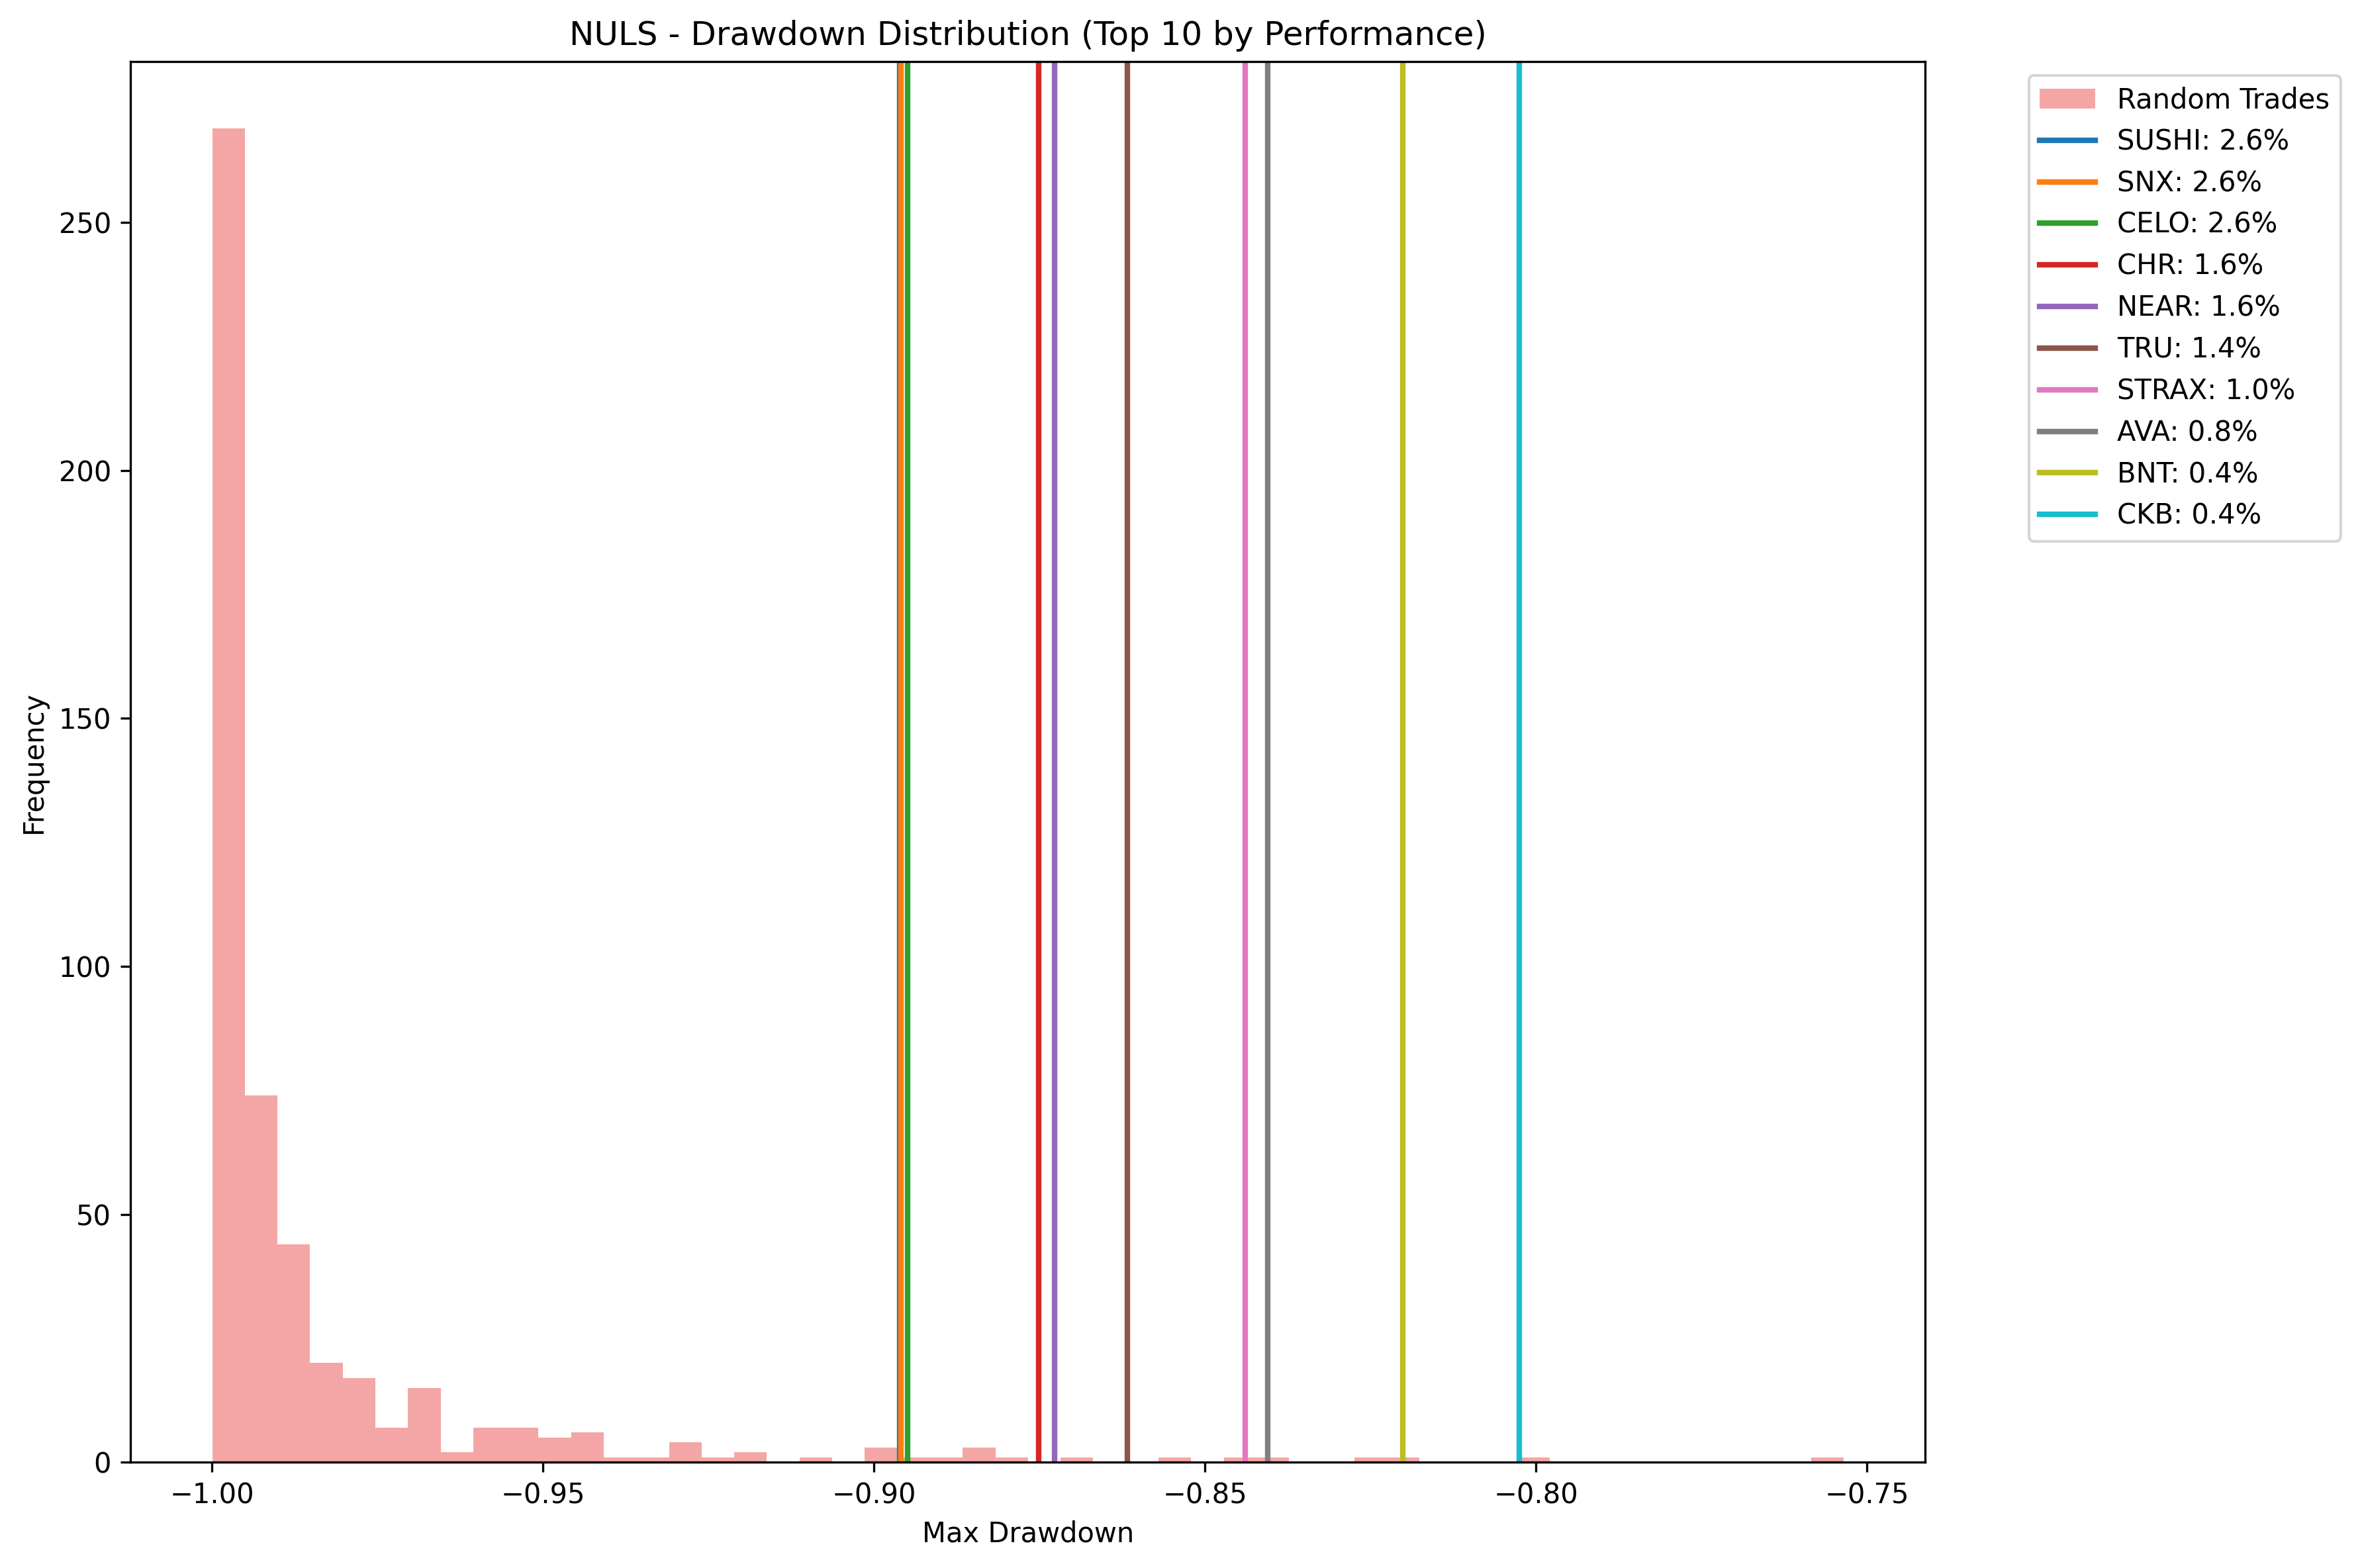 NULS - Drawdown Distribution (Top 10 by Performance)
Random Trades
SUSHI: 2.6%
SNX: 2.6%
CELO: 2.6%
CHR: 1.6%
NEAR: 1.6%
TRU: 1.4%
STRAX: 1.0%
AVA: 0.8%
BNT: 0.4%
CKB: 0.4%
Frequency
250
200
150
100
50
0
−1.00
−0.95
−0.90
−0.85
−0.80
−0.75
Max Drawdown